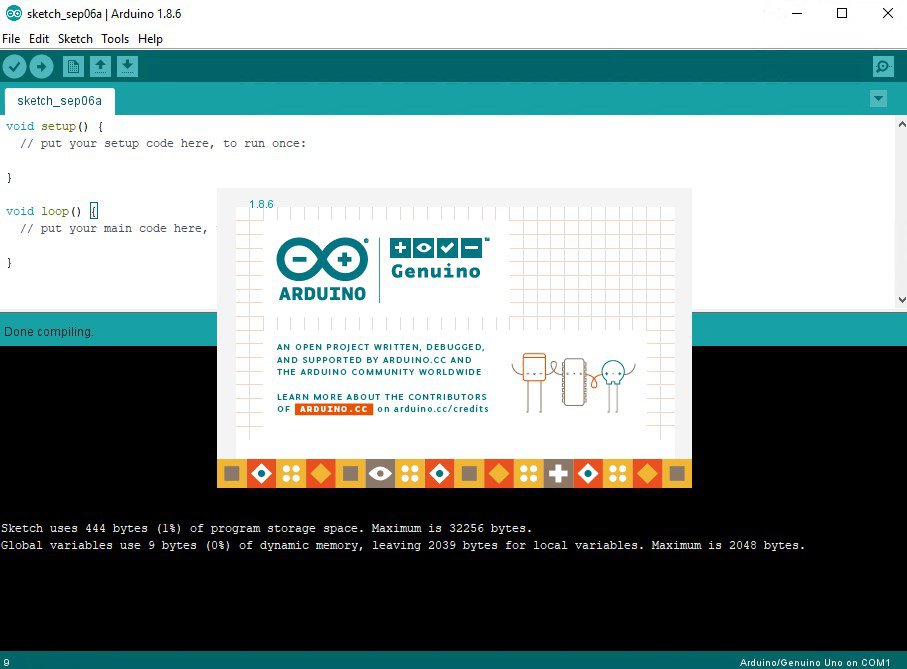 sketch_sep06a | Arduino 1.8.6
File Edit Sketch Tools Help
sketch_sep06a
void setup() {
// put your setup code here, to run once:
}
void loop() {
// put your main code here,
}
1.8.6
ARDUINO
Genuino
™
AN OPEN PROJECT WRITTEN, DEBUGGED,
AND SUPPORTED BY ARDUINO.CC AND
THE ARDUINO COMMUNITY WORLDWIDE
LEARN MORE ABOUT THE CONTRIBUTORS
OF ARDUINO.CC on arduino.cc/credits
Done compiling.
Sketch uses 444 bytes (1%) of program storage space. Maximum is 32256 bytes.
Global variables use 9 bytes (0%) of dynamic memory, leaving 2039 bytes for local variables. Maximum is 2048 bytes.
9
Arduino/Genuino Uno on COM1